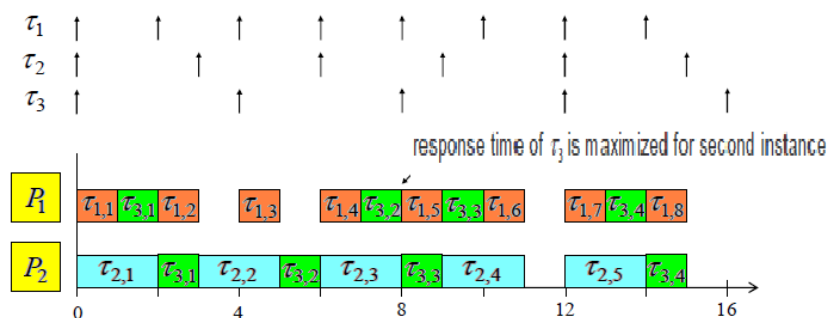 τ1
τ2
τ3
response time of τ3 is maximized for second instance
P1 τ1,1 τ3,1 τ1,2 τ1,3 τ1,4 τ3,2 τ1,5 τ3,3 τ1,6 τ1,7 τ3,4 τ1,8
P2 τ2,1 τ3,1 τ2,2 τ3,2 τ2,3 τ3,3 τ2,4 τ2,5 τ3,4
0 4 8 12 16